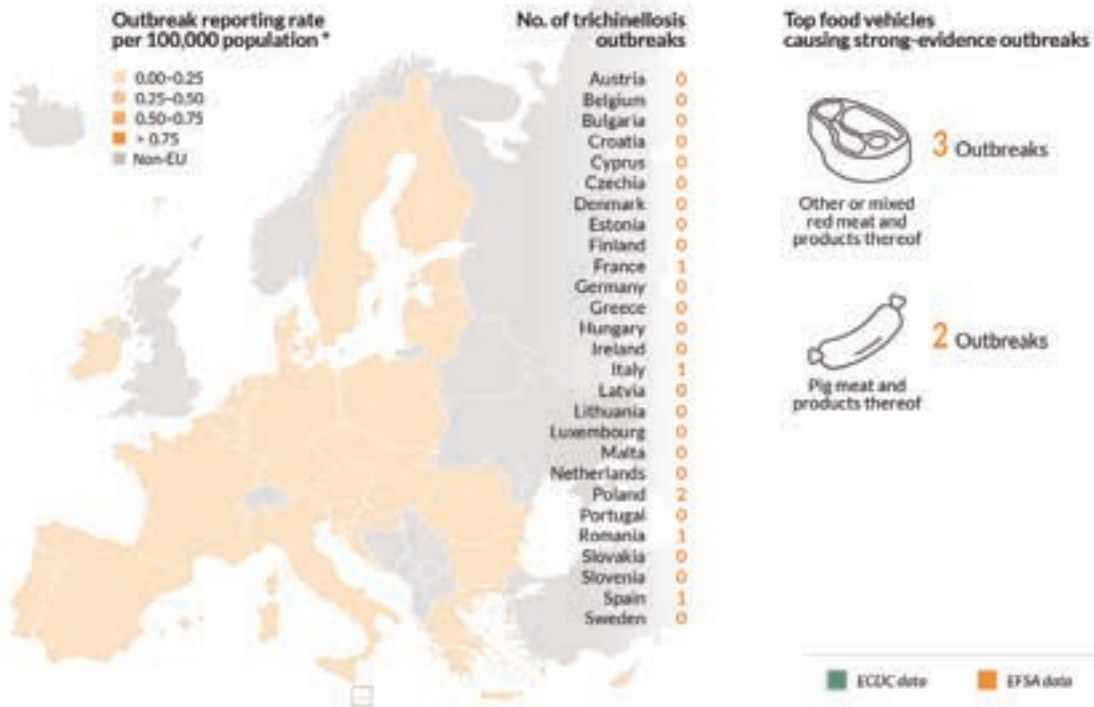 Outbreak reporting rate
per 100,000 population *
0.00–0.25
0.25–0.50
0.50–0.75
> 0.75
Non-EU
No. of trichinellosis
outbreaks
Austria 0
Belgium 0
Bulgaria 0
Croatia 0
Cyprus 0
Czechia 0
Denmark 0
Estonia 0
Finland 0
France 1
Germany 0
Greece 0
Hungary 0
Ireland 0
Italy 1
Latvia 0
Lithuania 0
Luxembourg 0
Malta 0
Netherlands 0
Poland 2
Portugal 0
Romania 1
Slovakia 0
Slovenia 0
Spain 1
Sweden 0
Top food vehicles
causing strong-evidence outbreaks
3 Outbreaks
Other or mixed
red meat and
products thereof
2 Outbreaks
Pig meat and
products thereof
ECDC data
EFSA data